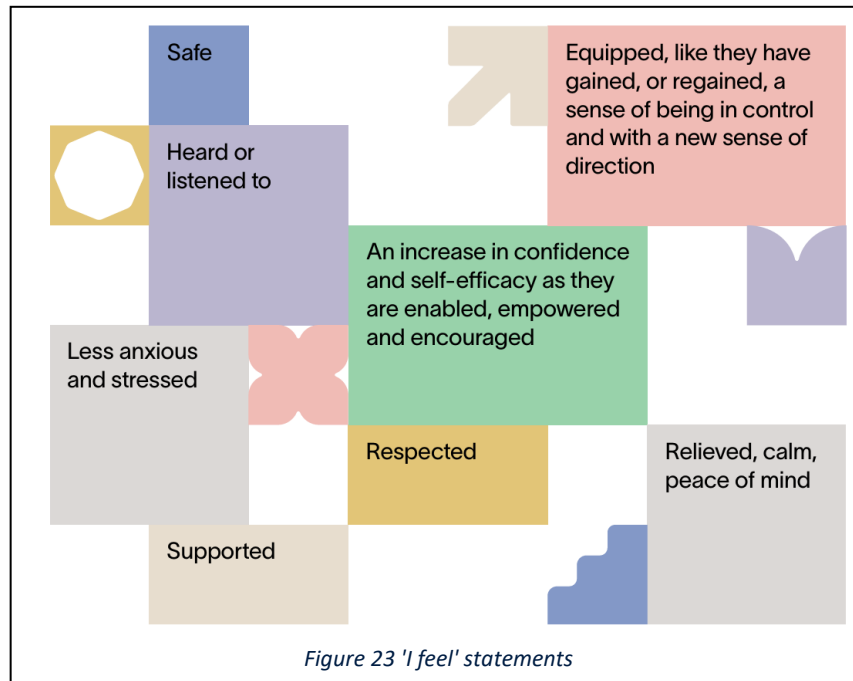 Safe
Equipped, like they have
gained, or regained, a
sense of being in control
and with a new sense of
direction
Heard or
listened to
An increase in confidence
and self-efficacy as they
are enabled, empowered
and encouraged
Less anxious
and stressed
Respected
Relieved, calm,
peace of mind
Supported
Figure 23 'I feel' statements